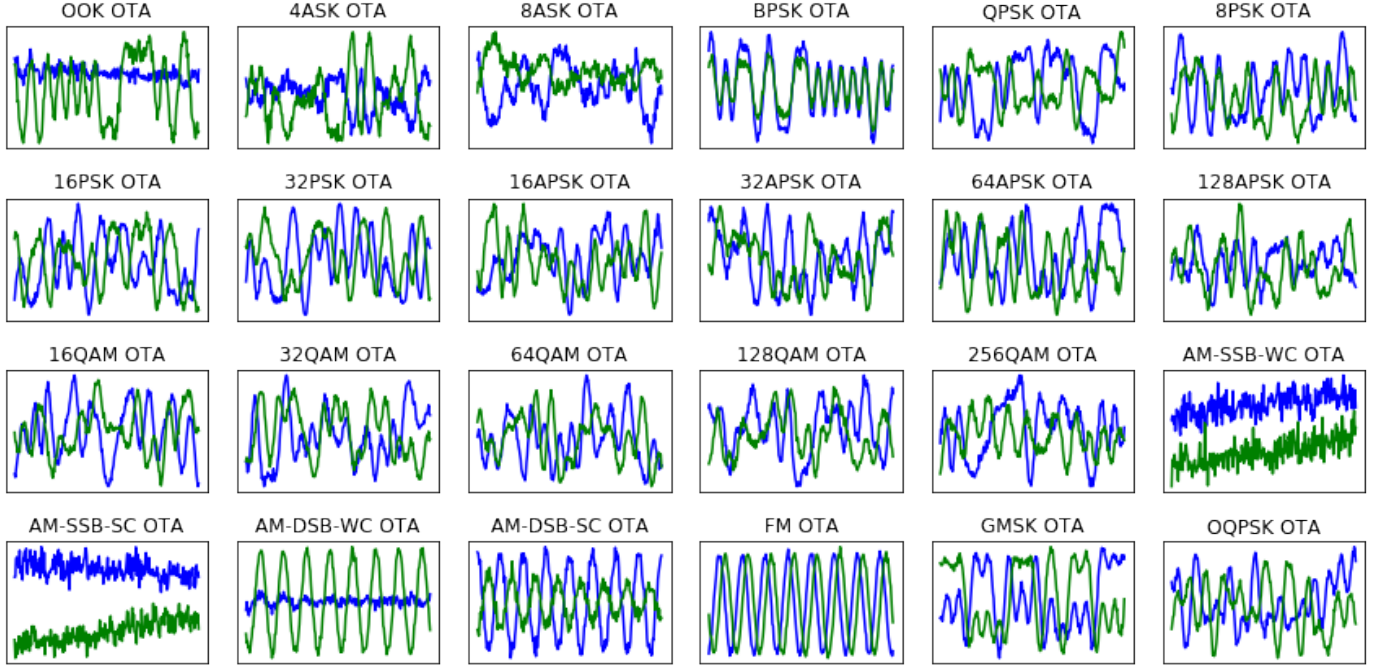 OOK OTA 4ASK OTA 8ASK OTA BPSK OTA QPSK OTA 8PSK OTA
16PSK OTA 32PSK OTA 16APSK OTA 32APSK OTA 64APSK OTA 128APSK OTA
16QAM OTA 32QAM OTA 64QAM OTA 128QAM OTA 256QAM OTA AM-SSB-WC OTA
AM-SSB-SC OTA AM-DSB-WC OTA AM-DSB-SC OTA FM OTA GMSK OTA OQPSK OTA